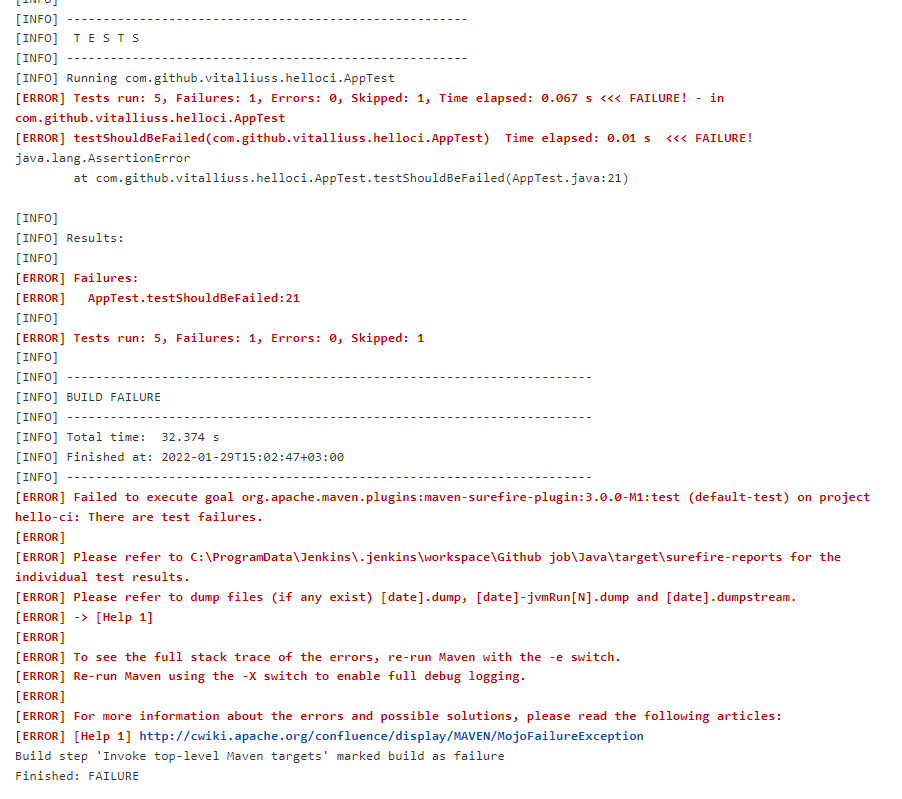 [INFO] -------------------------------------------------------
[INFO]  T E S T S
[INFO] -------------------------------------------------------
[INFO] Running com.github.vitalliuss.helloci.AppTest
[ERROR] Tests run: 5, Failures: 1, Errors: 0, Skipped: 1, Time elapsed: 0.067 s <<< FAILURE! - in
com.github.vitalliuss.helloci.AppTest
[ERROR] testShouldBeFailed(com.github.vitalliuss.helloci.AppTest)  Time elapsed: 0.01 s  <<< FAILURE!
java.lang.AssertionError
        at com.github.vitalliuss.helloci.AppTest.testShouldBeFailed(AppTest.java:21)
[INFO]
[INFO] Results:
[INFO]
[ERROR] Failures:
[ERROR]   AppTest.testShouldBeFailed:21
[INFO]
[ERROR] Tests run: 5, Failures: 1, Errors: 0, Skipped: 1
[INFO]
[INFO] ------------------------------------------------------------------------
[INFO] BUILD FAILURE
[INFO] ------------------------------------------------------------------------
[INFO] Total time:  32.374 s
[INFO] Finished at: 2022-01-29T15:02:47+03:00
[INFO] ------------------------------------------------------------------------
[ERROR] Failed to execute goal org.apache.maven.plugins:maven-surefire-plugin:3.0.0-M1:test (default-test) on project
hello-ci: There are test failures.
[ERROR]
[ERROR] Please refer to C:\ProgramData\Jenkins\.jenkins\workspace\Github job\Java\target\surefire-reports for the
individual test results.
[ERROR] Please refer to dump files (if any exist) [date].dump, [date]-jvmRun[N].dump and [date].dumpstream.
[ERROR] -> [Help 1]
[ERROR]
[ERROR] To see the full stack trace of the errors, re-run Maven with the -e switch.
[ERROR] Re-run Maven using the -X switch to enable full debug logging.
[ERROR]
[ERROR] For more information about the errors and possible solutions, please read the following articles:
[ERROR] [Help 1] http://cwiki.apache.org/confluence/display/MAVEN/MojoFailureException
Build step 'Invoke top-level Maven targets' marked build as failure
Finished: FAILURE